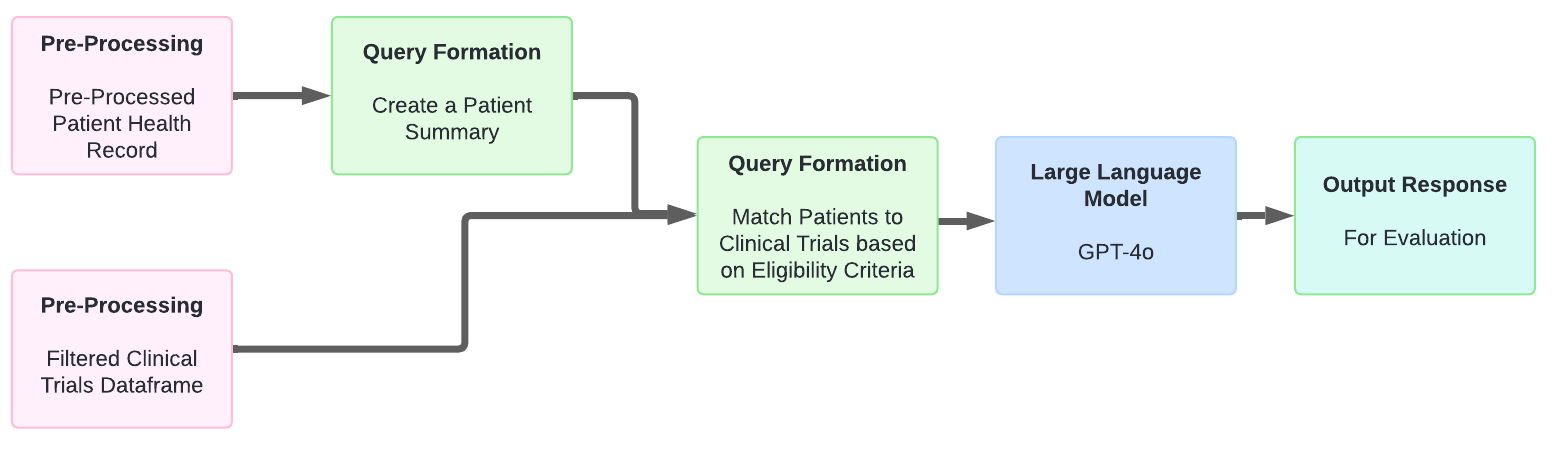 Pre-Processing
Pre-Processed
Patient Health
Record
Query Formation
Create a Patient
Summary
Pre-Processing
Filtered Clinical
Trials Dataframe
Query Formation
Match Patients to
Clinical Trials based
on Eligibility Criteria
Large Language
Model
GPT-4o
Output Response
For Evaluation